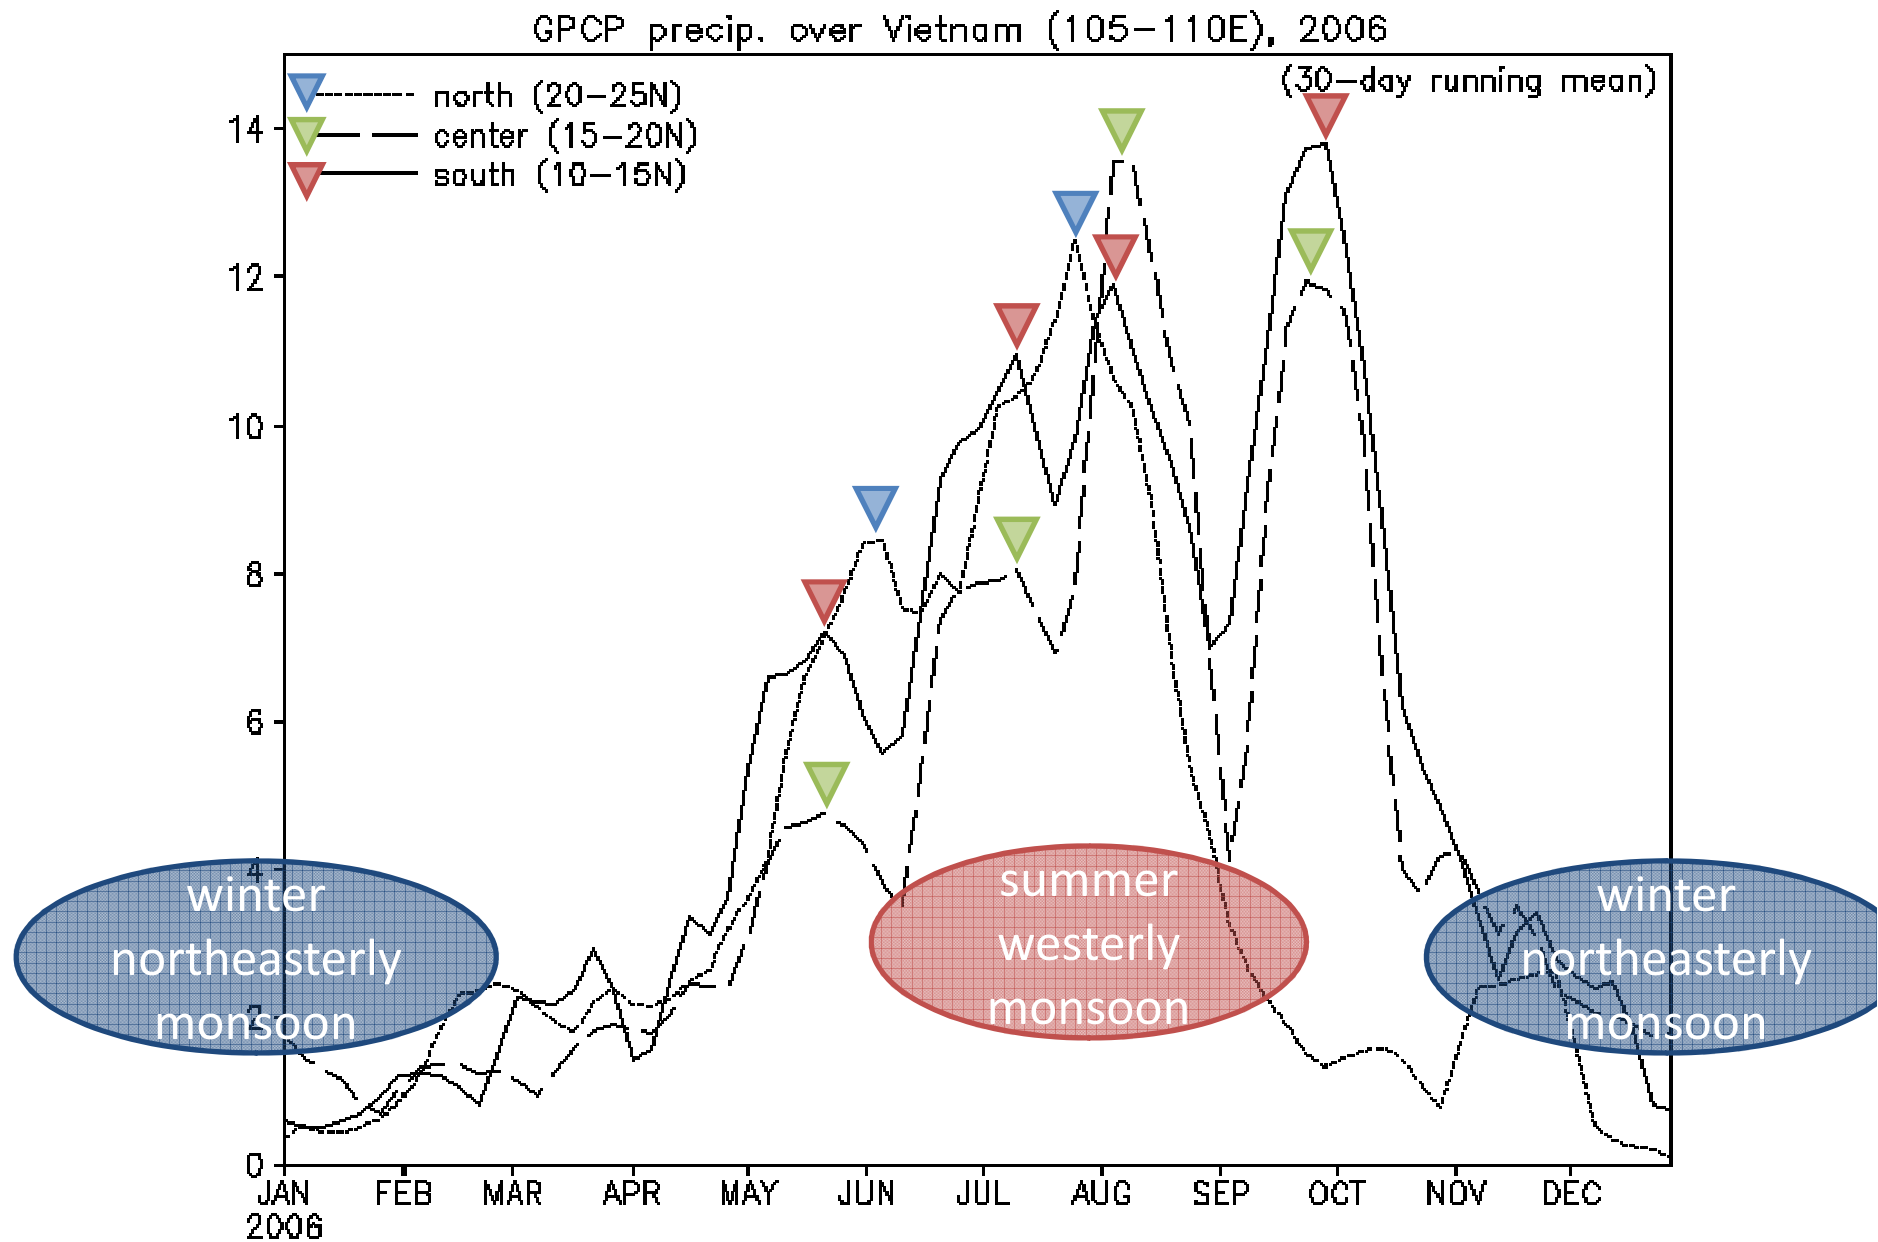 GPCP precip. over Vietnam (105-110E), 2006
(30-day running mean)
north (20-25N)
center (15-20N)
south (10-15N)
14
12
10
8
6
4
2
0
winter
northeasterly
monsoon
summer
westerly
monsoon
winter
northeasterly
monsoon
JAN FEB MAR APR MAY JUN JUL AUG SEP OCT NOV DEC
2006